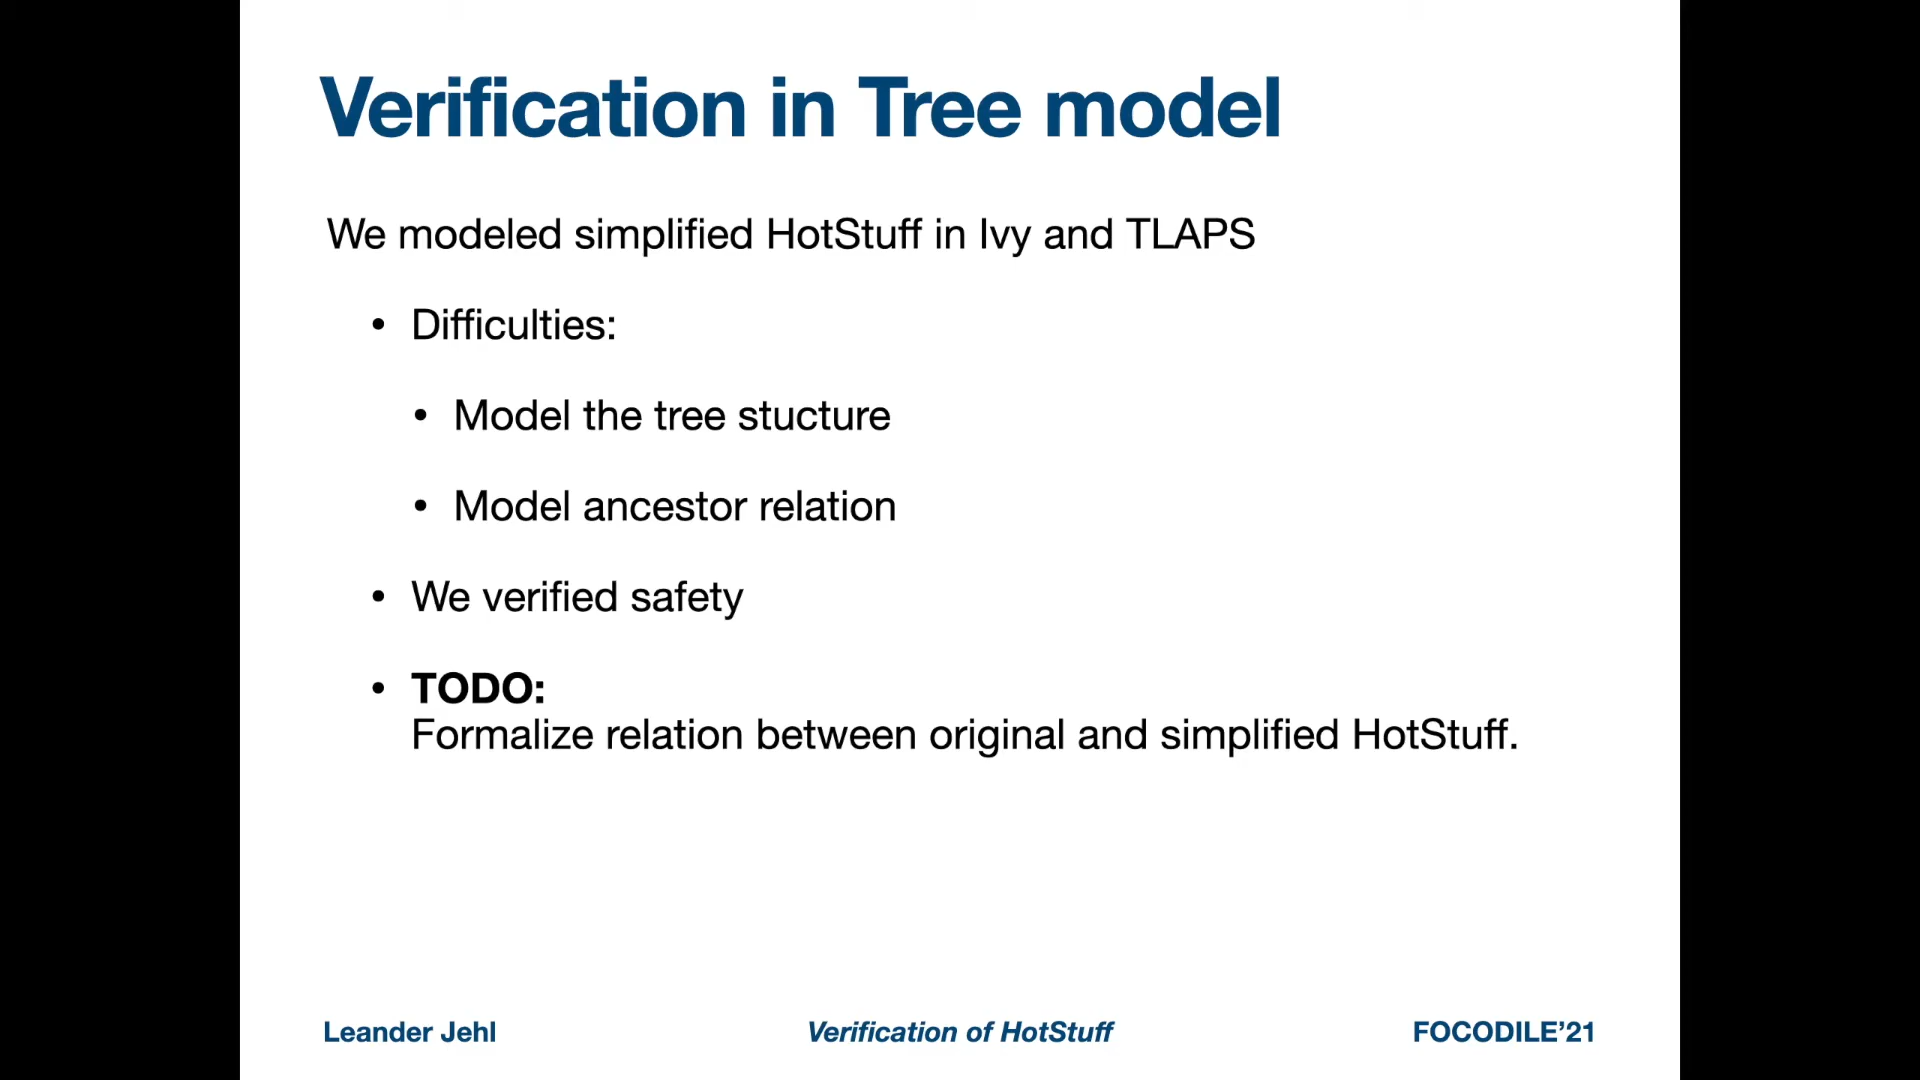 Verification in Tree model
We modeled simplified HotStuff in Ivy and TLAPS
• Difficulties:
• Model the tree stucture
• Model ancestor relation
• We verified safety
• TODO:
Formalize relation between original and simplified HotStuff.
Leander Jehl
Verification of HotStuff
FOCODILE’21